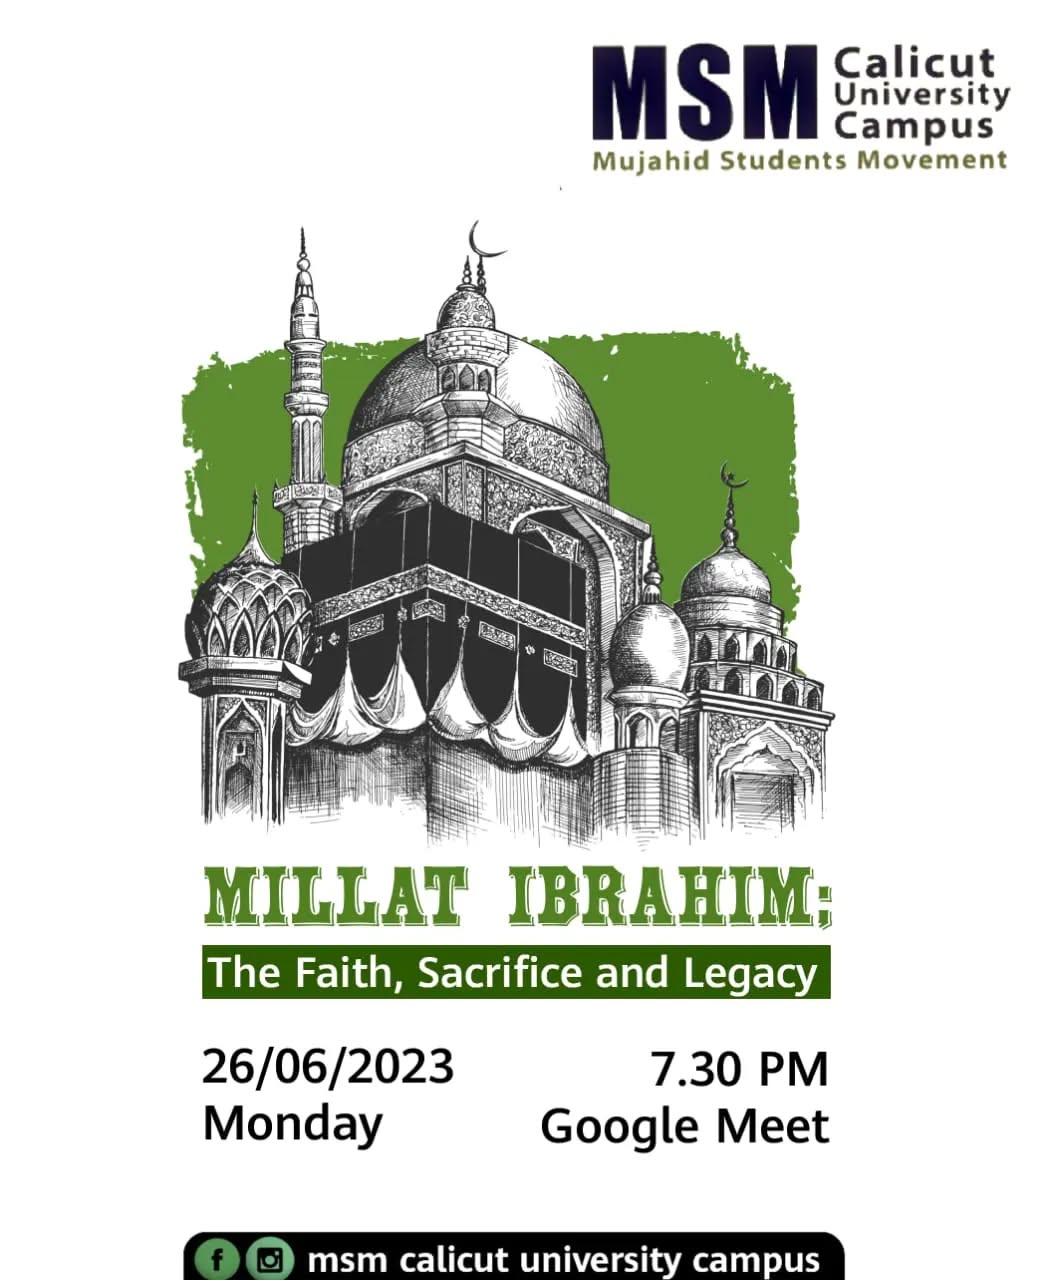 MSM Calicut
University
Campus
Mujahid Students Movement
MILLAT IBRAHIM;
The Faith, Sacrifice and Legacy
26/06/2023
Monday
7.30 PM
Google Meet
msm calicut university campus